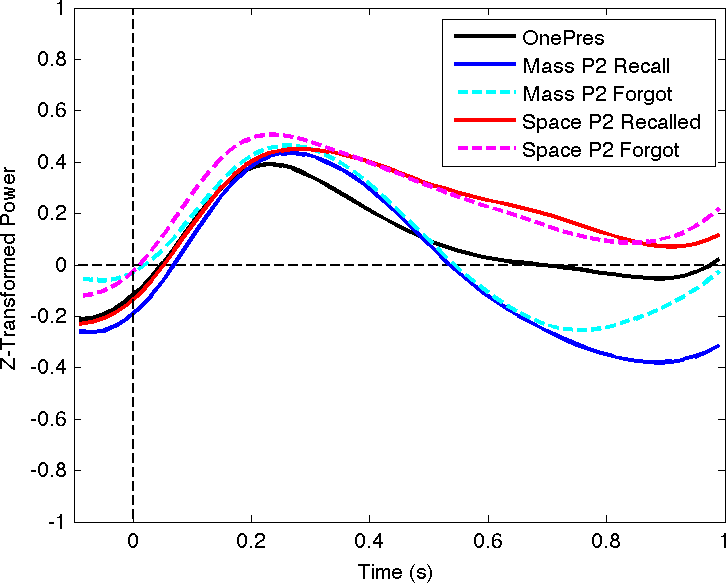 OnePres
Mass P2 Recall
Mass P2 Forgot
Space P2 Recalled
Space P2 Forgot
1
0.8
0.6
0.4
0.2
0
-0.2
-0.4
-0.6
-0.8
-1
Z-Transformed Power
0 0.2 0.4 0.6 0.8 1
Time (s)